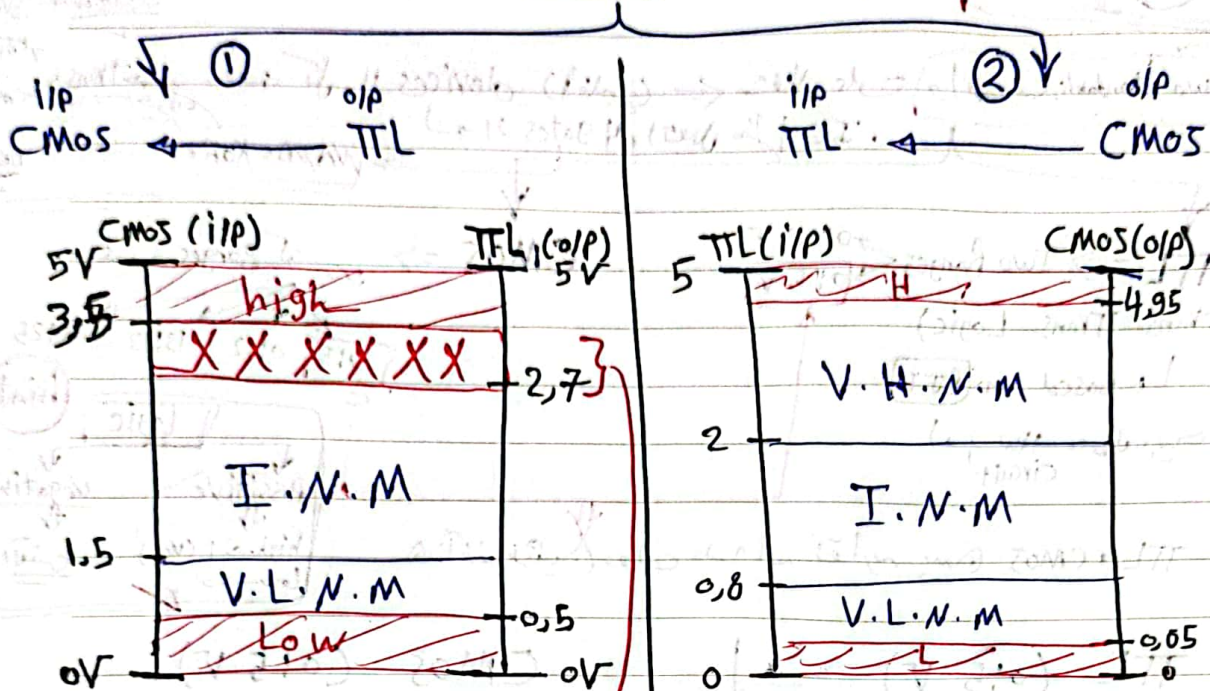 ① ②
i/p o/p
CMOS TTL
CMOS (i/p) TTL (o/p)
5V 5V
high
3,5
X X X X X X
2,7
I.N.M
1,5
V.L.N.M
0,5
Low
0V 0V
i/p o/p
TTL CMOS
TTL (i/p) CMOS (o/p)
5
H
4,95
V.H.N.M
2
I.N.M
0,8
V.L.N.M
0,05
L
0 0